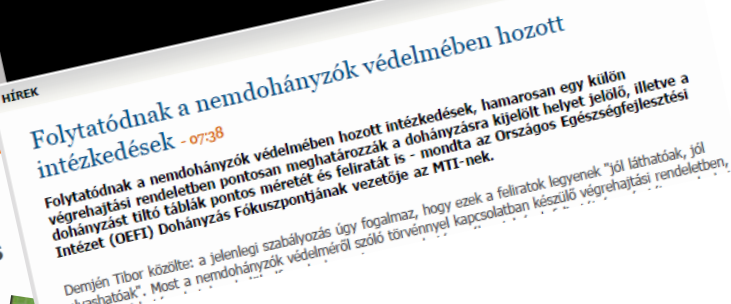 HÍREK
Folytatódnak a nemdohányzók védelmében hozott
intézkedések - 07:38
Folytatódnak a nemdohányzók védelmében hozott intézkedések, hamarosan egy külön
végrehajtási rendeletben pontosan meghatározzák a dohányzásra kijelölt helyet jelölő, illetve a
dohányzást tiltó táblák pontos méretét és feliratát is - mondta az Országos Egészségfejlesztési
Intézet (OEFI) Dohányzás Fókuszpontjának vezetője az MTI-nek.
Demjén Tibor közölte: a jelenlegi szabályozás úgy fogalmaz, hogy ezek a feliratok legyenek "jól láthatóak, jól
Most a nemdohányzók védelméről szóló törvénnyel kapcsolatban készülő végrehajtási rendeletben,